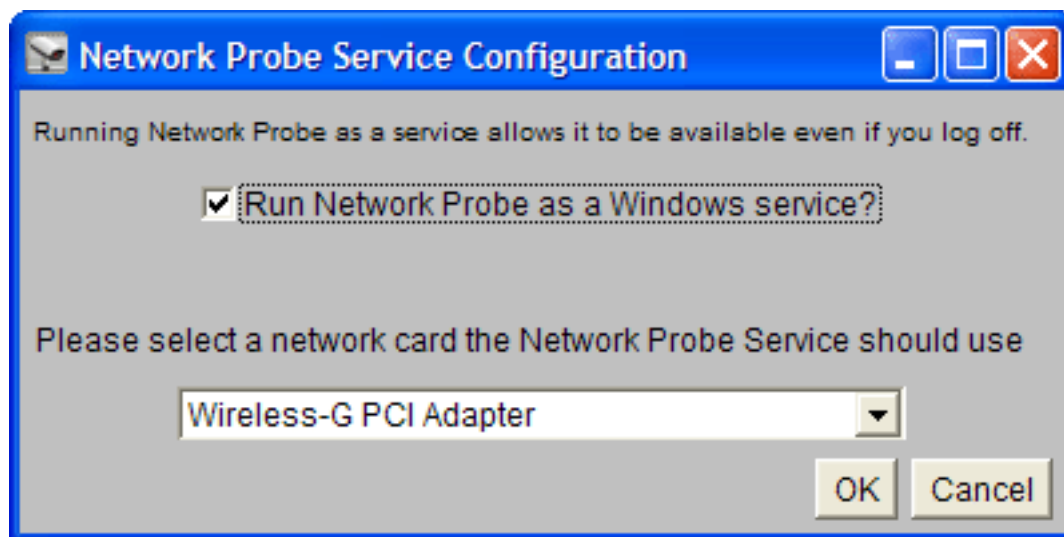 Network Probe Service Configuration
Running Network Probe as a service allows it to be available even if you log off.
Run Network Probe as a Windows service?
Please select a network card the Network Probe Service should use
Wireless-G PCI Adapter
OK Cancel